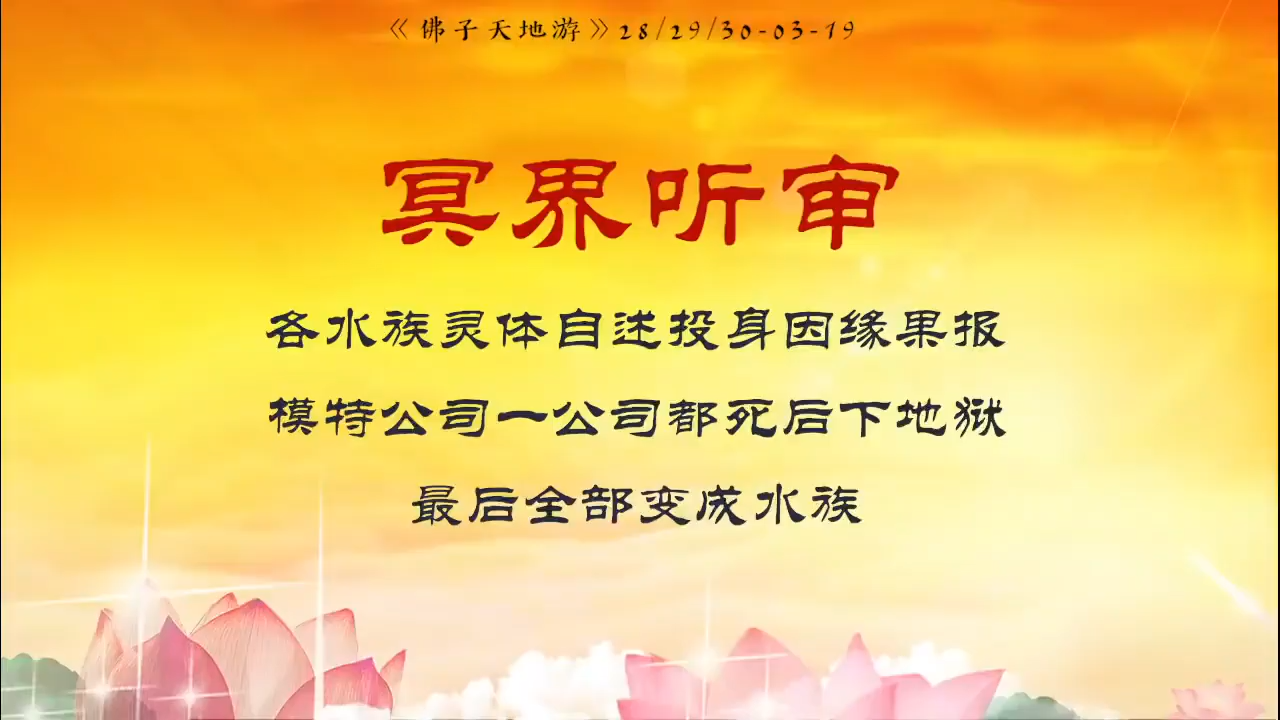 《佛子天地游》28/29/30-03-19
冥界听审
各水族灵体自述投身因缘果报
模特公司一公司都死后下地狱
最后全部变成水族